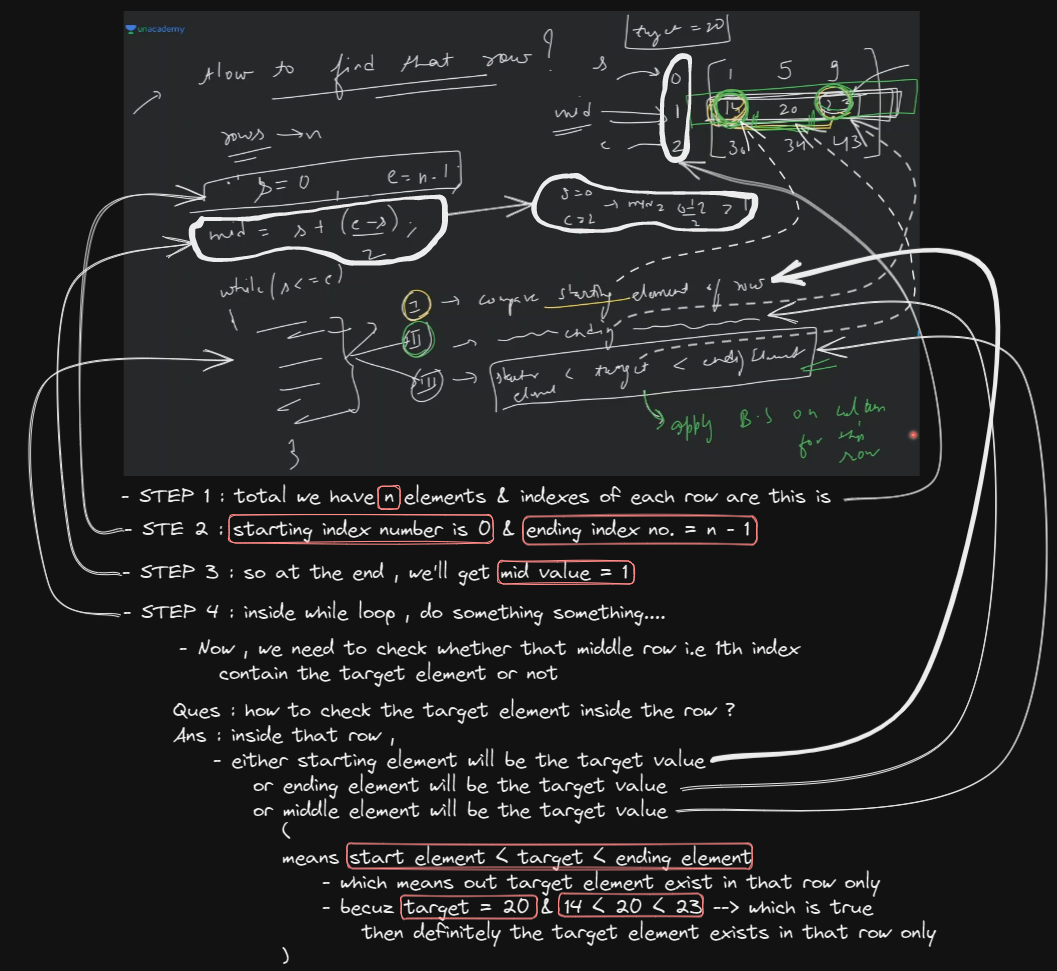 unacademy
target = 20
How to find that row?
s 0 1 5 9
mid 1 14 20 23
e 2 30 34 43
rows → n
s = 0 e = n-1
mid = s + (e-s)/2 ;
s=0
e=2
while(s<=e)
{
I → compare starting element of row
II → ending
III → starting element < target < ending element
apply B.S on column
for this
row
}
- STEP 1 : total we have n elements & indexes of each row are this is
- STE 2 : starting index number is 0 & ending index no. = n - 1
- STEP 3 : so at the end , we'll get mid value = 1
- STEP 4 : inside while loop , do something something....
- Now , we need to check whether that middle row i.e 1th index
contain the target element or not
Ques : how to check the target element inside the row ?
Ans : inside that row ,
- either starting element will be the target value
or ending element will be the target value
or middle element will be the target value
(
means start element < target < ending element
- which means out target element exist in that row only
- becuz target = 20 & 14 < 20 < 23 --> which is true
then definitely the target element exists in that row only
)